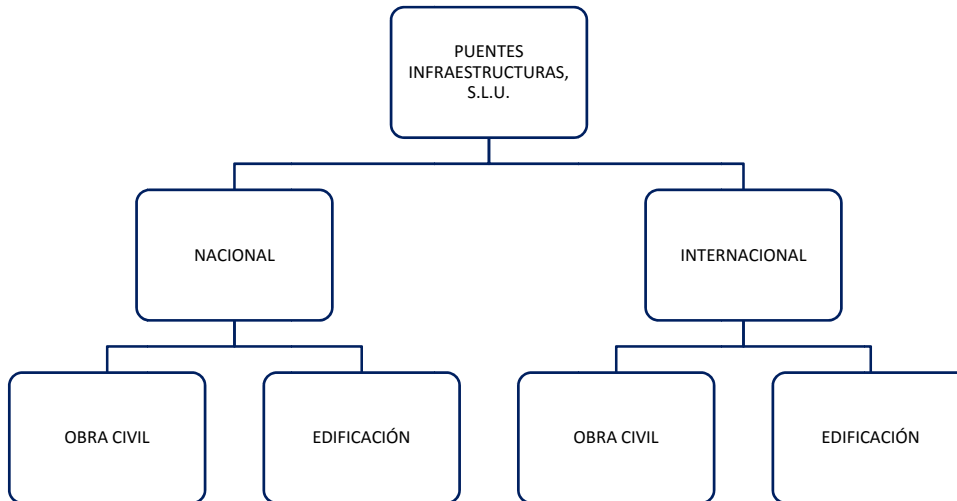 PUENTES
INFRAESTRUCTURAS,
S.L.U.
NACIONAL
INTERNACIONAL
OBRA CIVIL
EDIFICACIÓN
OBRA CIVIL
EDIFICACIÓN